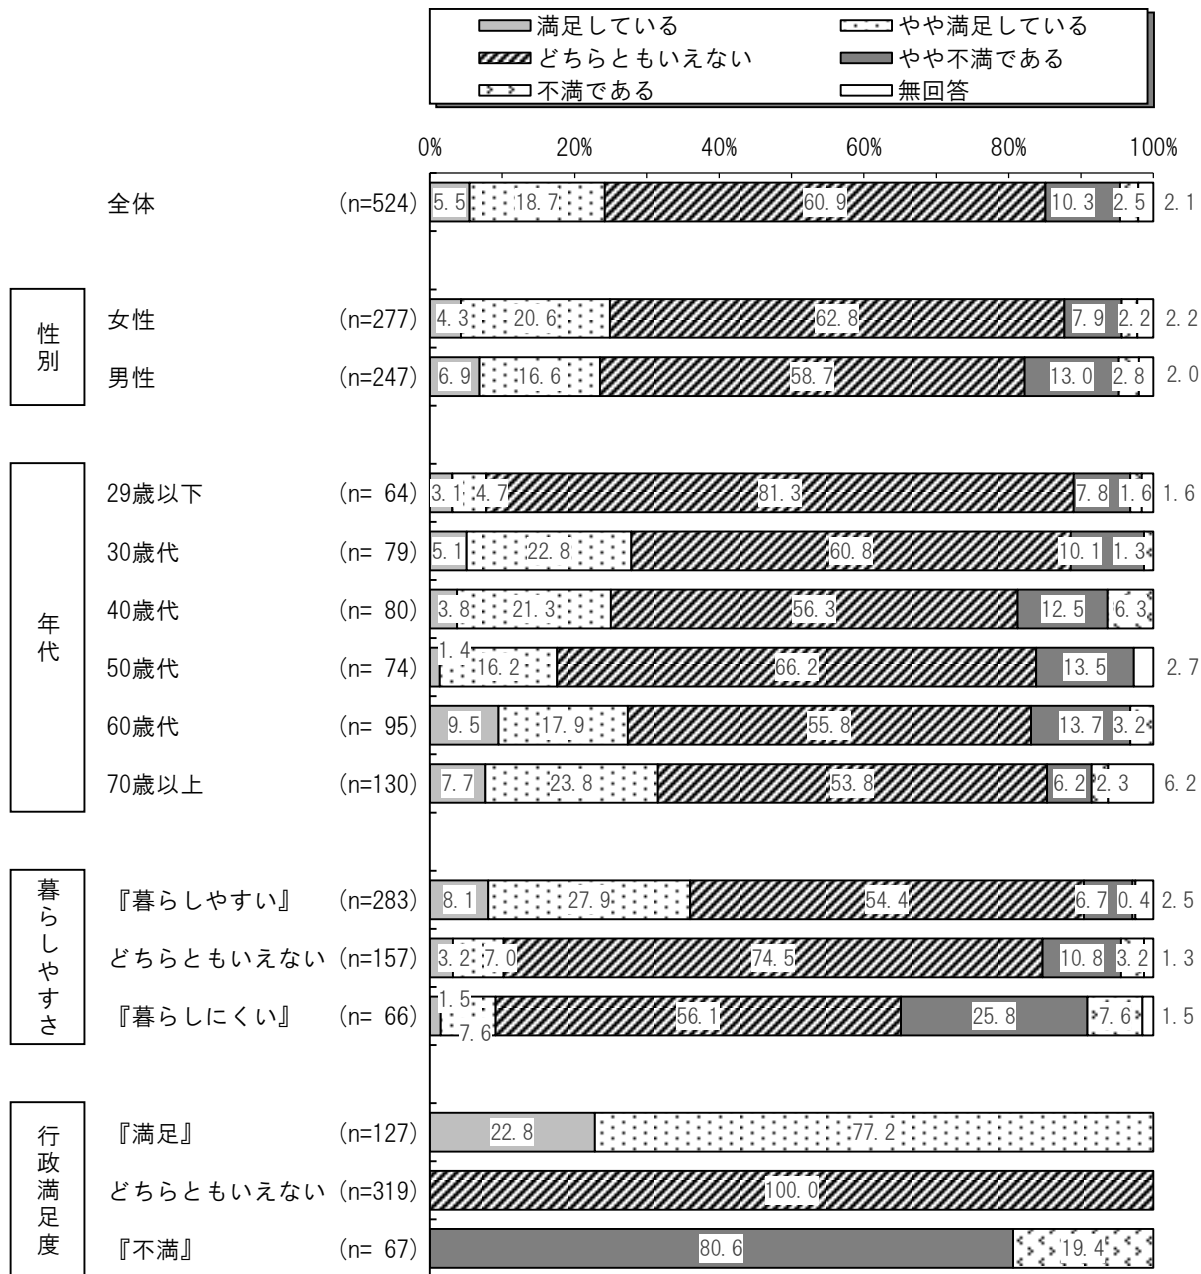 満足している やや満足している
どちらともいえない やや不満である
不満である 無回答
0% 20% 40% 60% 80% 100%
全体 (n=524) 5.5 18.7 60.9 10.3 2.5 2.1
性別
女性 (n=277) 4.3 20.6 62.8 7.9 2.2 2.2
男性 (n=247) 6.9 16.6 58.7 13.0 2.8 2.0
年代
29歳以下 (n= 64) 3.1 4.7 81.3 7.8 1.6 1.6
30歳代 (n= 79) 5.1 22.8 60.8 10.1 1.3
40歳代 (n= 80) 3.8 21.3 56.3 12.5 6.3
50歳代 (n= 74) 1.4 16.2 66.2 13.5 2.7
60歳代 (n= 95) 9.5 17.9 55.8 13.7 3.2
70歳以上 (n=130) 7.7 23.8 53.8 6.2 2.3 6.2
暮らしやすさ
『暮らしやすい』 (n=283) 8.1 27.9 54.4 6.7 0.4 2.5
どちらともいえない (n=157) 3.2 7.0 74.5 10.8 3.2 1.3
『暮らしにくい』 (n= 66) 1.5 7.6 56.1 25.8 7.6 1.5
行政満足度
『満足』 (n=127) 22.8 77.2
どちらともいえない (n=319) 100.0
『不満』 (n= 67) 80.6 19.4